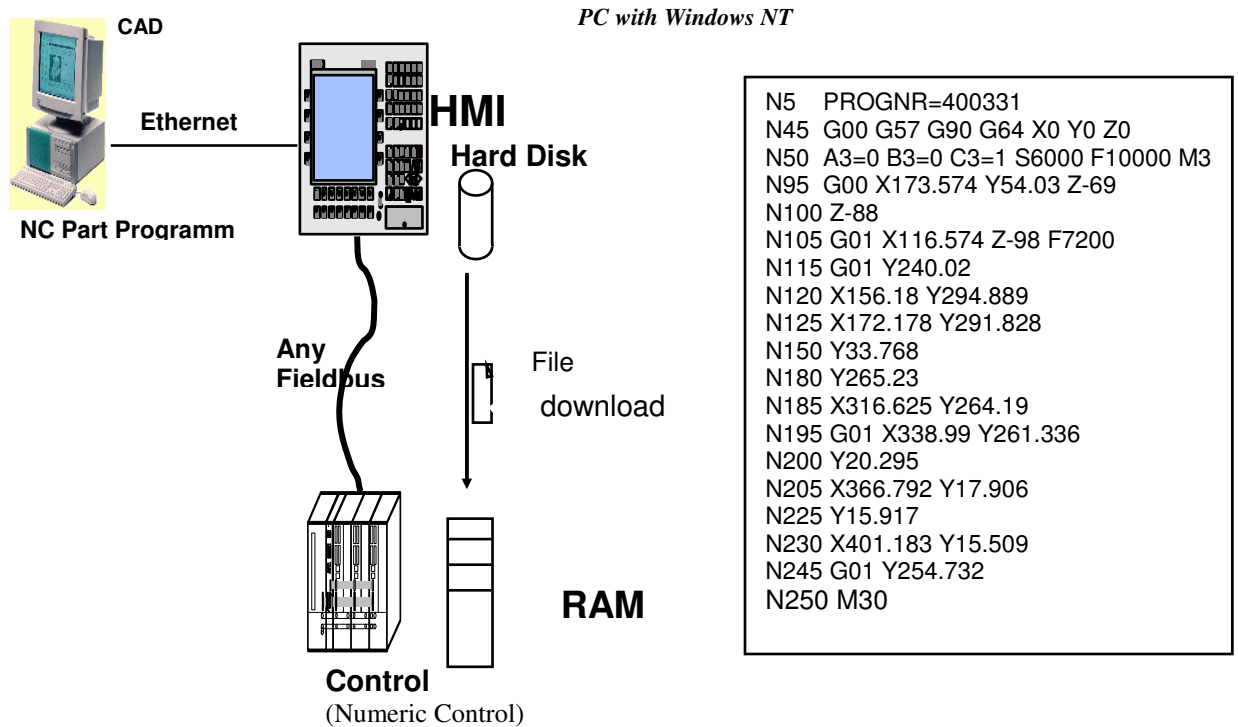 PC with Windows NT
CAD
Ethernet
HMI
Hard Disk
NC Part Programm
Any
Fieldbus
File
download
RAM
Control
(Numeric Control)
N5 PROGNR=400331
N45 G00 G57 G90 G64 X0 Y0 Z0
N50 A3=0 B3=0 C3=1 S6000 F10000 M3
N95 G00 X173.574 Y54.03 Z-69
N100 Z-88
N105 G01 X116.574 Z-98 F7200
N115 G01 Y240.02
N120 X156.18 Y294.889
N125 X172.178 Y291.828
N150 Y33.768
N180 Y265.23
N185 X316.625 Y264.19
N195 G01 X338.99 Y261.336
N200 Y20.295
N205 X366.792 Y17.906
N225 Y15.917
N230 X401.183 Y15.509
N245 G01 Y254.732
N250 M30